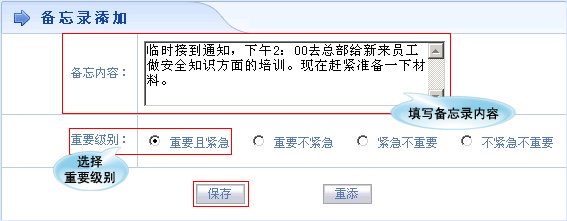 备忘录添加
备忘内容：
临时接到通知，下午2：00去总部给新来员工
做安全知识方面的培训。现在赶紧准备一下材
料。
填写备忘录内容
重要级别： 重要且紧急 重要不紧急 紧急不重要 不紧急不重要
选择
重要级别
保存 重添